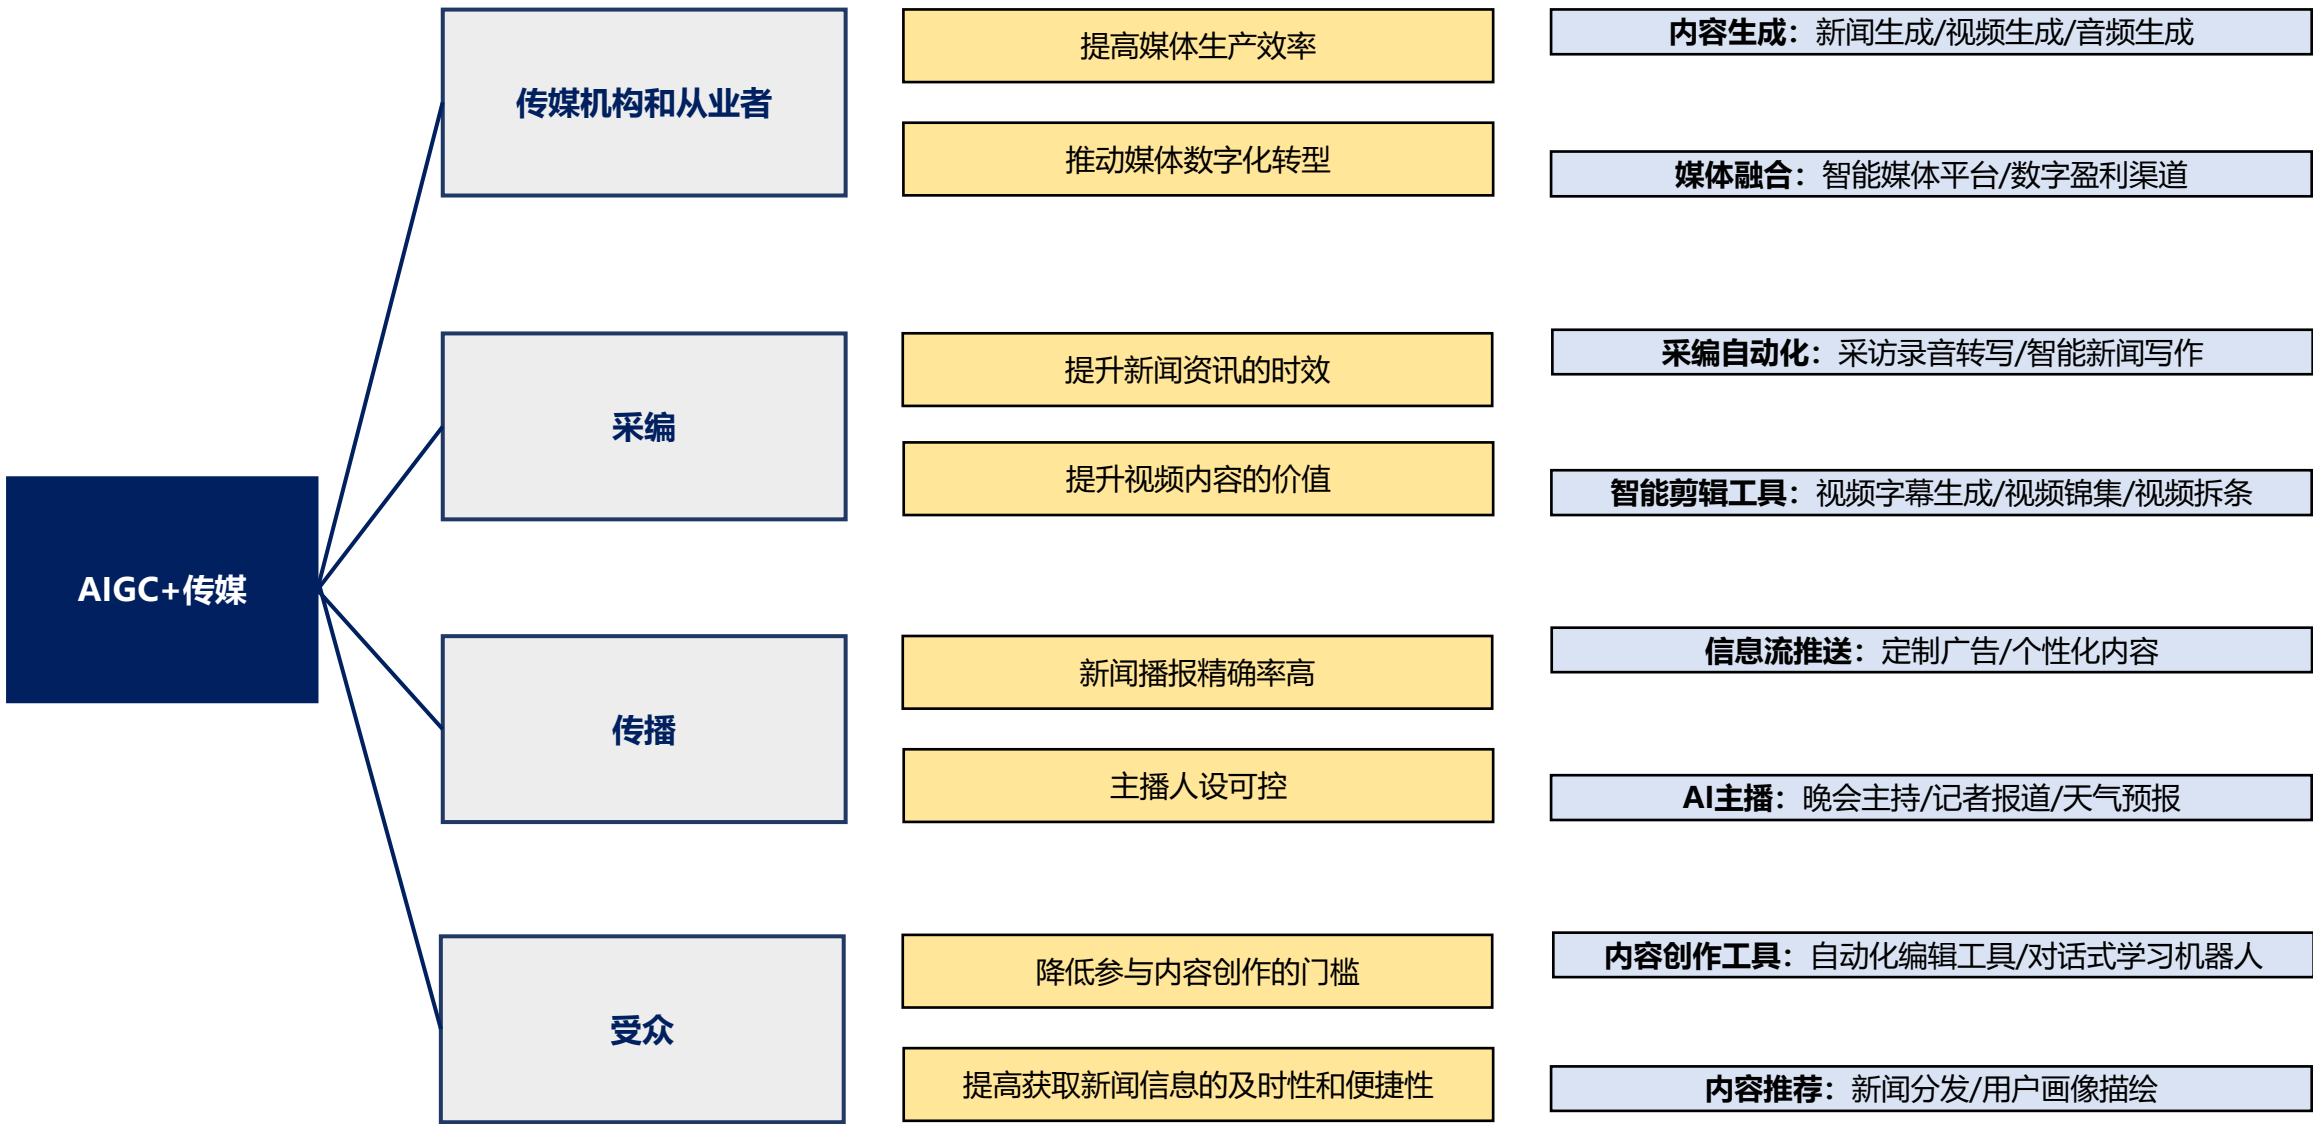 AIGC+传媒
传媒机构和从业者
提高媒体生产效率
推动媒体数字化转型
内容生成：新闻生成/视频生成/音频生成
媒体融合：智能媒体平台/数字盈利渠道
采编
提升新闻资讯的时效
提升视频内容的价值
采编自动化：采访录音转写/智能新闻写作
智能剪辑工具：视频字幕生成/视频锦集/视频拆条
传播
新闻播报精确率高
主播人设可控
信息流推送：定制广告/个性化内容
AI主播：晚会主持/记者报道/天气预报
受众
降低参与内容创作的门槛
提高获取新闻信息的及时性和便捷性
内容创作工具：自动化编辑工具/对话式学习机器人
内容推荐：新闻分发/用户画像描绘